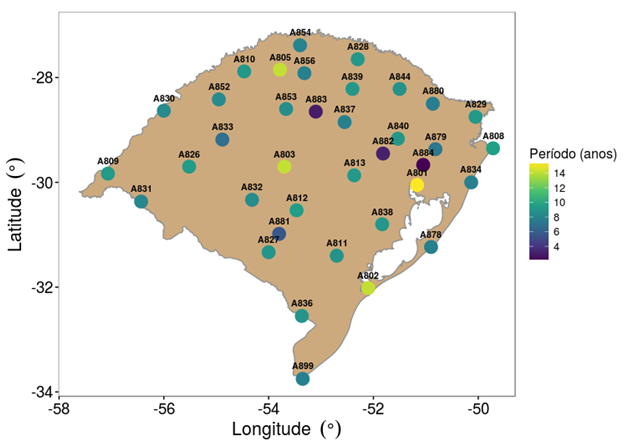 A854
A828
A810
A805
A856
A839
A844
A852
A853
A883
A880
A830
A829
A837
A833
A840
A882
A879
A808
A809
A826
A803
A884
A813
A801
A834
A831
A832
A812
A838
A881
A827
A811
A878
A802
A836
A899
-28
-30
-32
-34
-58
-56
-54
-52
-50
Latitude (°)
Longitude (°)
Período (anos)
14
12
10
8
6
4